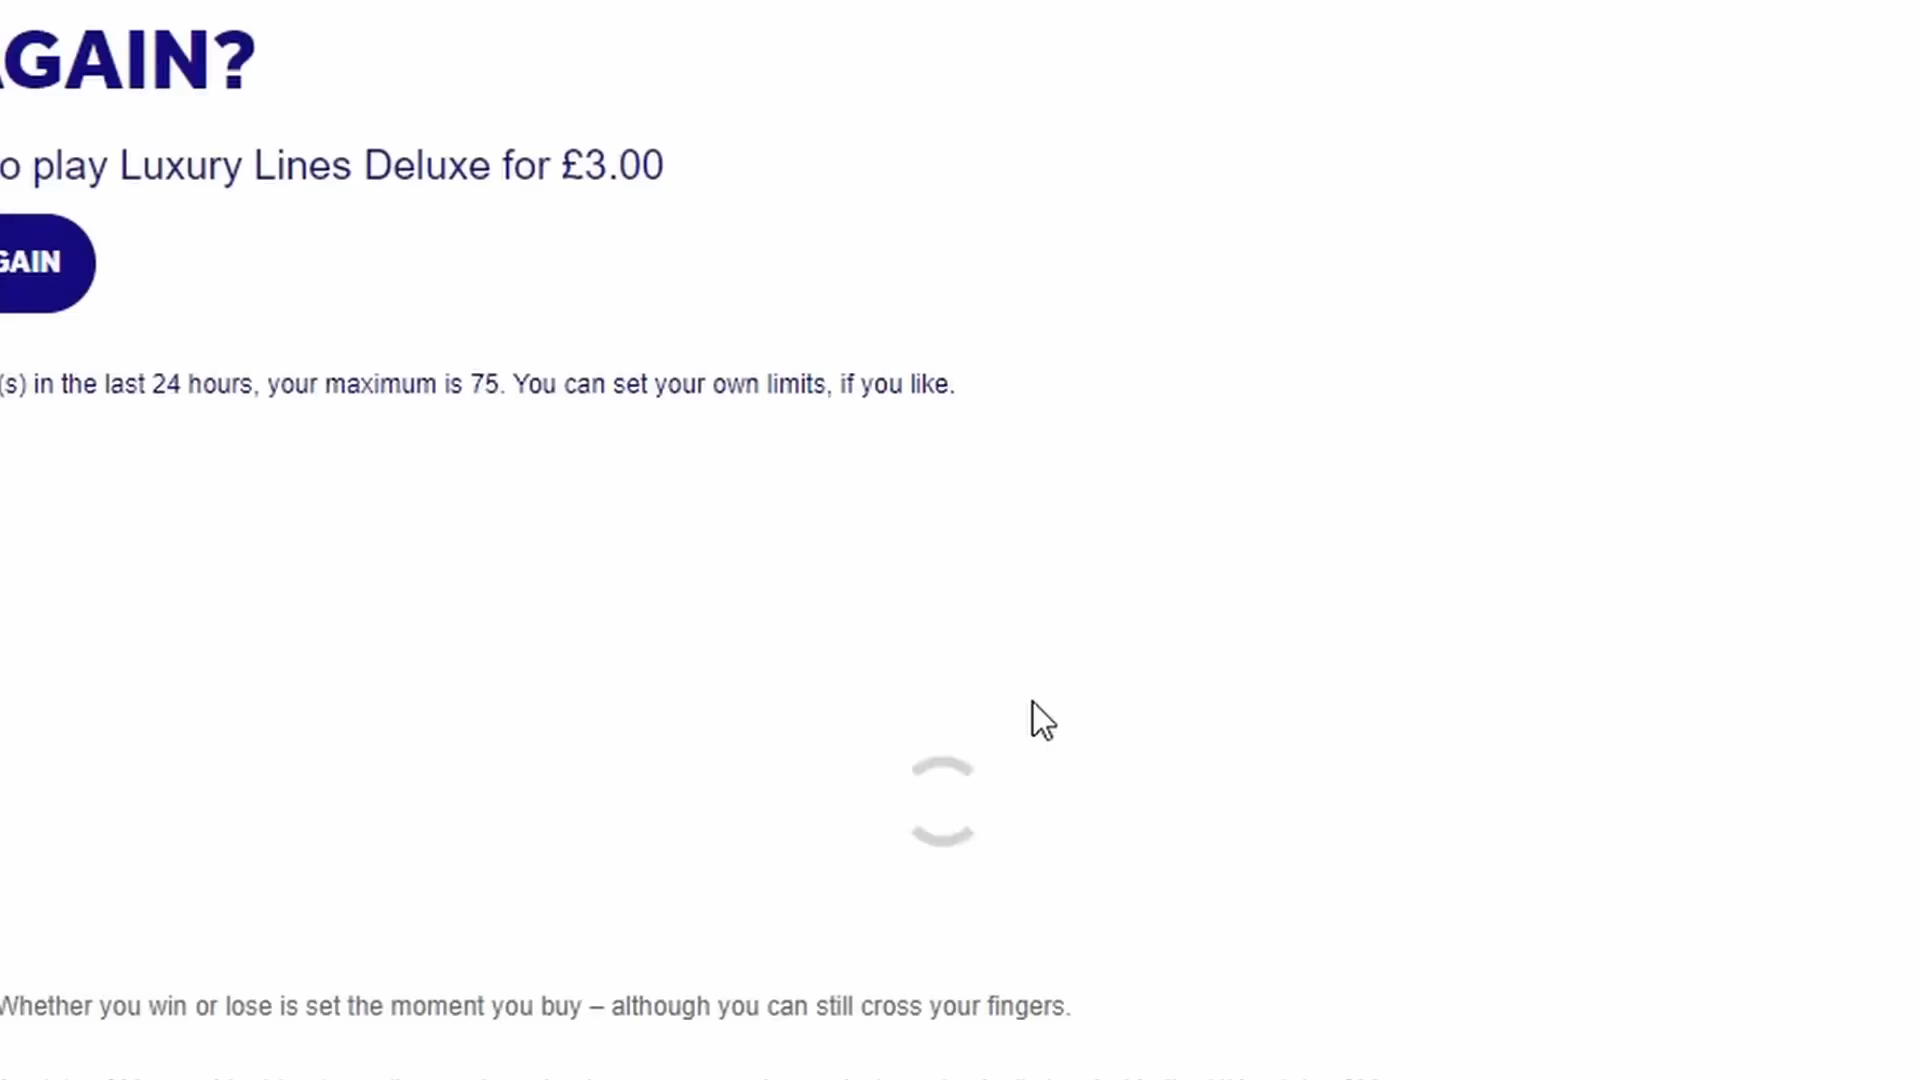 AGAIN?
o play Luxury Lines Deluxe for £3.00
GAIN
(s) in the last 24 hours, your maximum is 75. You can set your own limits, if you like.
Whether you win or lose is set the moment you buy – although you can still cross your fingers.